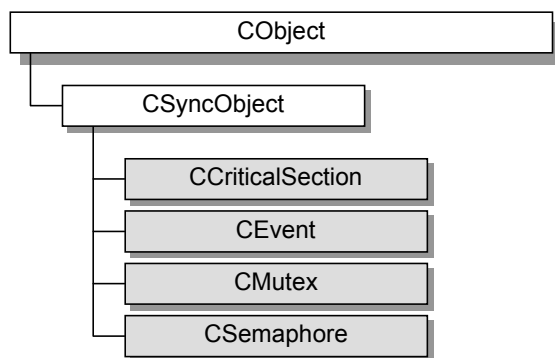 CObject
CSyncObject
CCriticalSection
CEvent
CMutex
CSemaphore